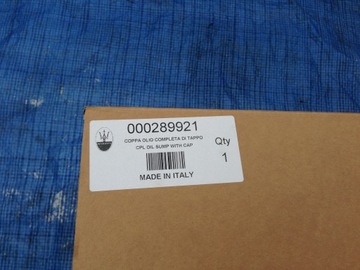 000289921
COPPA OLIO COMPLETA DI TAPPO
CPL OIL SUMP WITH CAP
Qty
1
MADE IN ITALY